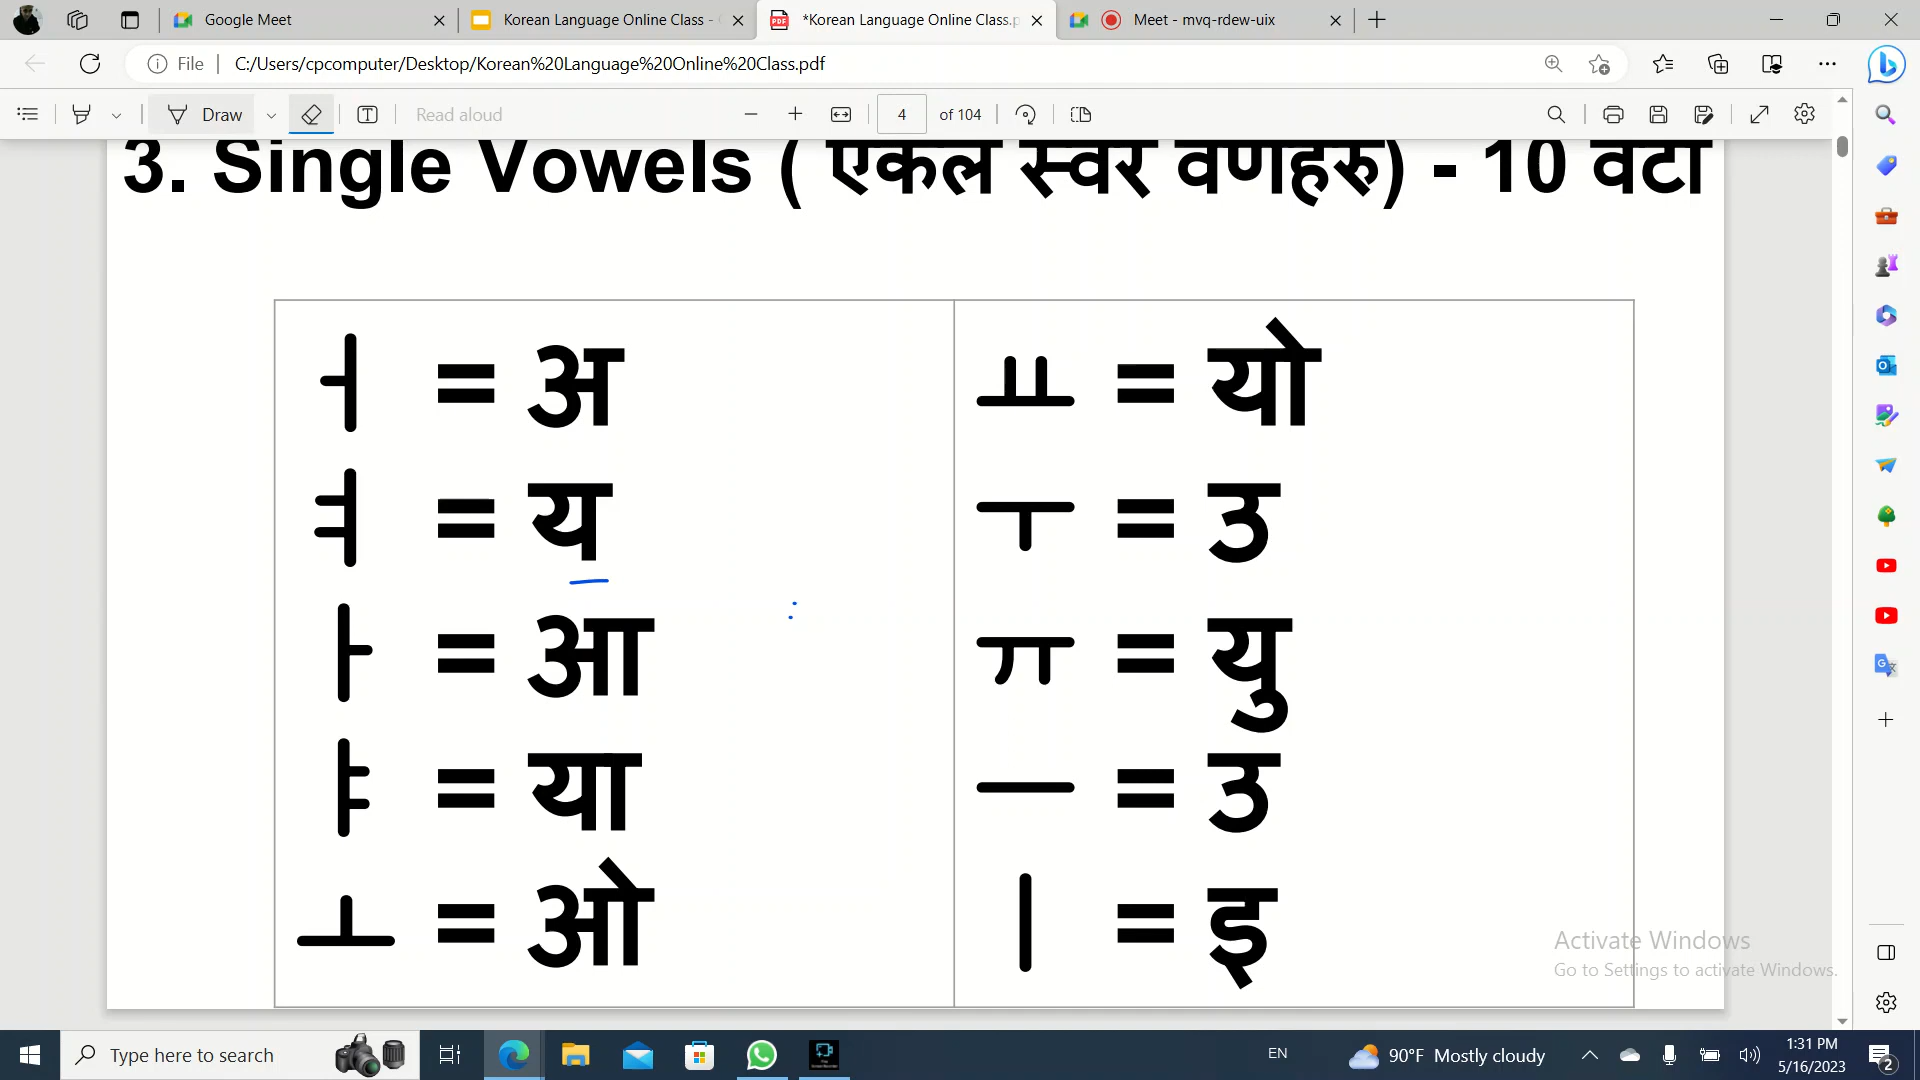 Google Meet
Korean Language Online Class -
*Korean Language Online Class.p
Meet - mvq-rdew-uix
File
C:/Users/cpcomputer/Desktop/Korean%20Language%20Online%20Class.pdf
Draw
Read aloud
4 of 104
3. Single Vowels ( एकल स्वर वर्णहरु) - 10 वटा
ㅓ = अ
ㅕ = य
ㅏ = आ
ㅑ = या
ㅗ = ओ
ㅛ = यो
ㅜ = उ
ㅠ = यु
ㅡ = उ
ㅣ = इ
Activate Windows
Go to Settings to activate Windows.
Type here to search
EN
90°F Mostly cloudy
1:31 PM
5/16/2023
2